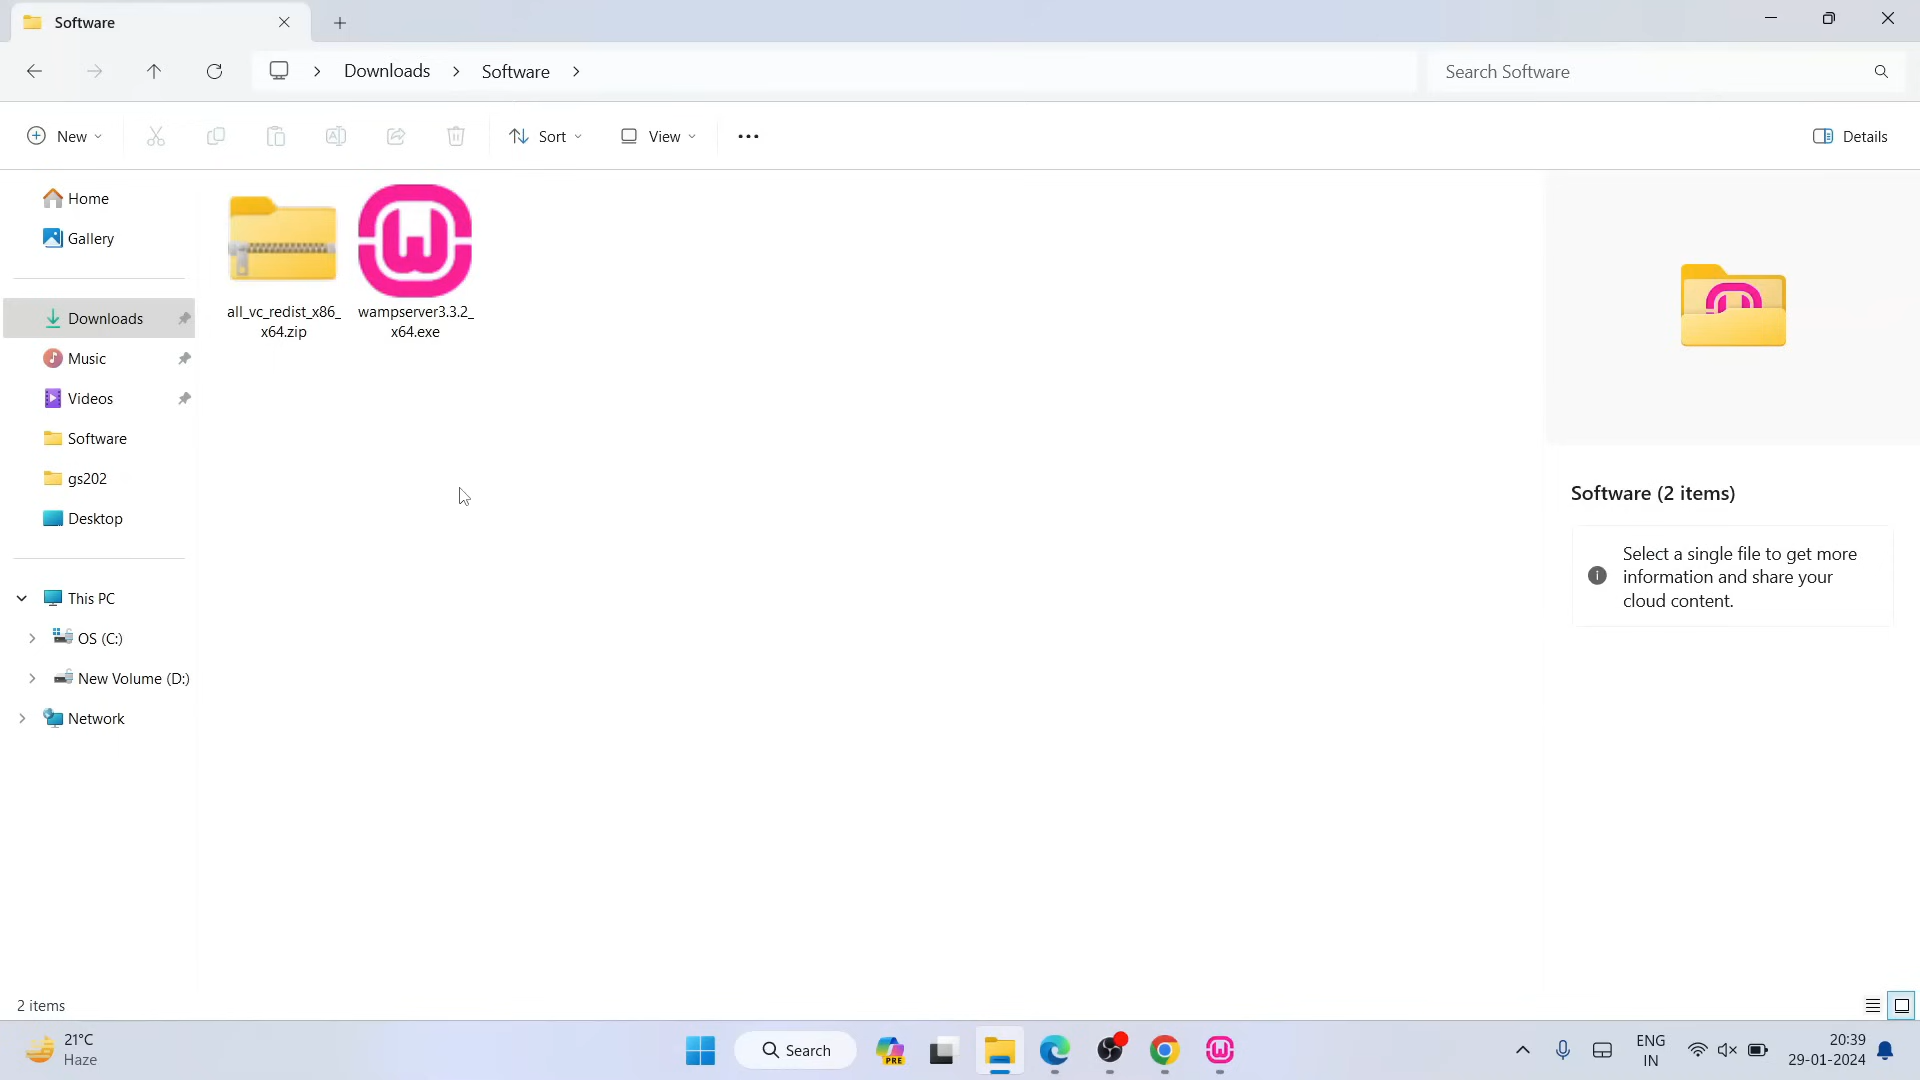 Software
Downloads
Software
Search Software
New
Sort
View
Details
Home
Gallery
Downloads
Music
Videos
Software
gs202
Desktop
This PC
OS (C:)
New Volume (D:)
Network
all_vc_redist_x86_
x64.zip
wampserver3.3.2_
x64.exe
Software (2 items)
Select a single file to get more
information and share your
cloud content.
2 items
21°C
Haze
Search
PRE
ENG
IN
20:39
29-01-2024